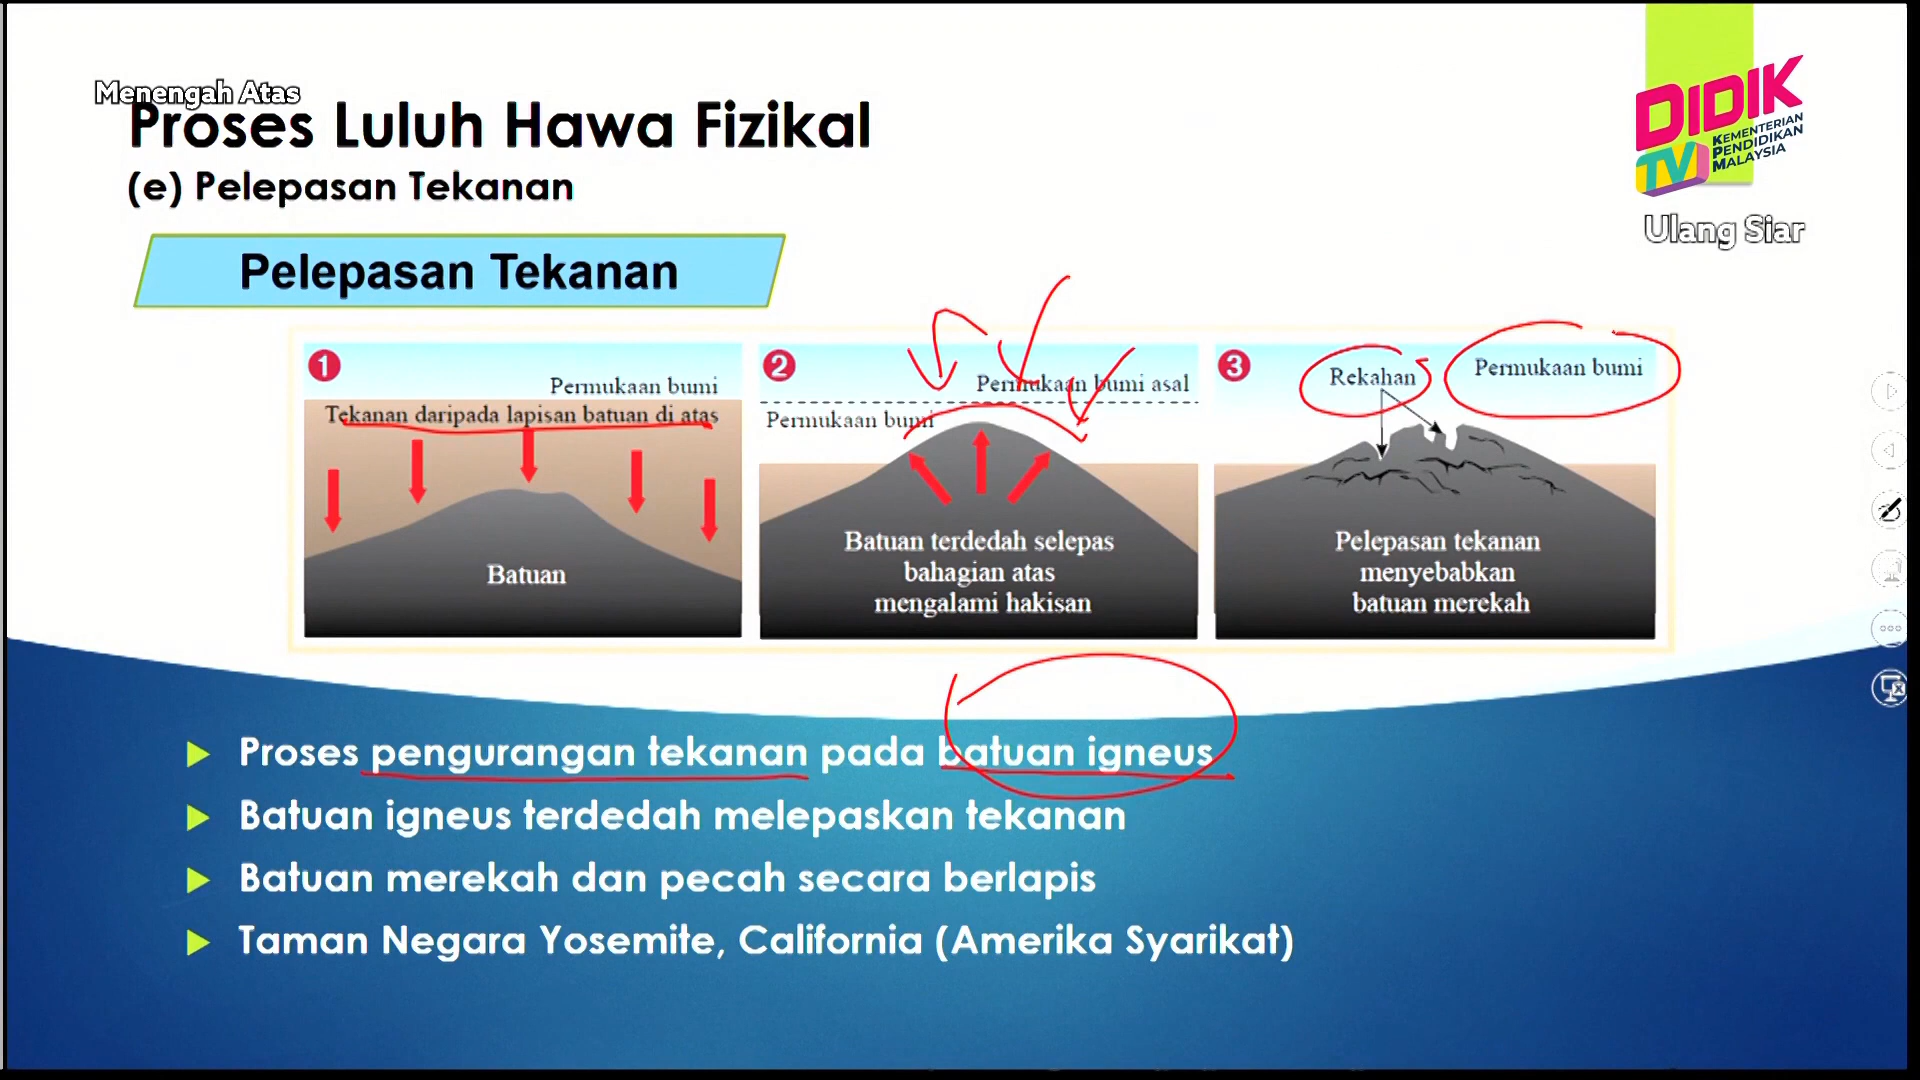 Menengah Atas
Proses Luluh Hawa Fizikal
(e) Pelepasan Tekanan
DIDIK
TV
KEMENTERIAN
PENDIDIKAN
MALAYSIA
Ulang Siar
Pelepasan Tekanan
1
Permukaan bumi
Tekanan daripada lapisan batuan di atas
Batuan
2
Permukaan bumi asal
Permukaan bumi
Batuan terdedah selepas
bahagian atas
mengalami hakisan
3
Rekahan
Permukaan bumi
Pelepasan tekanan
menyebabkan
batuan merekah
Proses pengurangan tekanan pada batuan igneus
Batuan igneus terdedah melepaskan tekanan
Batuan merekah dan pecah secara berlapis
Taman Negara Yosemite, California (Amerika Syarikat)